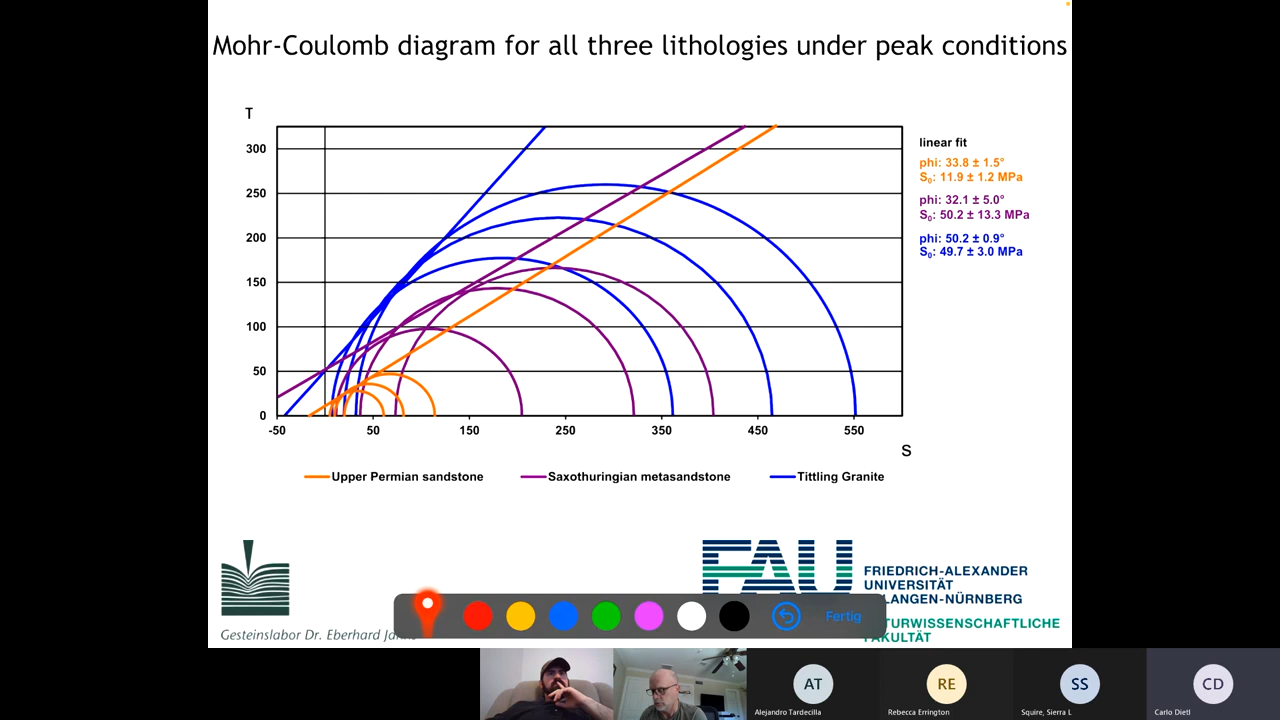 Mohr-Coulomb diagram for all three lithologies under peak conditions
T
300
250
200
150
100
50
0
-50 50 150 250 350 450 550
S
linear fit
phi: 33.8 ± 1.5°
S₀: 11.9 ± 1.2 MPa
phi: 32.1 ± 5.0°
S₀: 50.2 ± 13.3 MPa
phi: 50.2 ± 0.9°
S₀: 49.7 ± 3.0 MPa
Upper Permian sandstone Saxothuringian metasandstone Tittling Granite
Gesteinslabor Dr. Eberhard
FAU
FRIEDRICH-ALEXANDER
UNIVERSITÄT
LANGEN-NÜRNBERG
TURWISSENSCHAFTLICHE
FAKULTÄT
Fertig
AT RE SS CD
Alejandro Tardecilla Rebecca Errington Squire, Sierra L Carlo Dietl